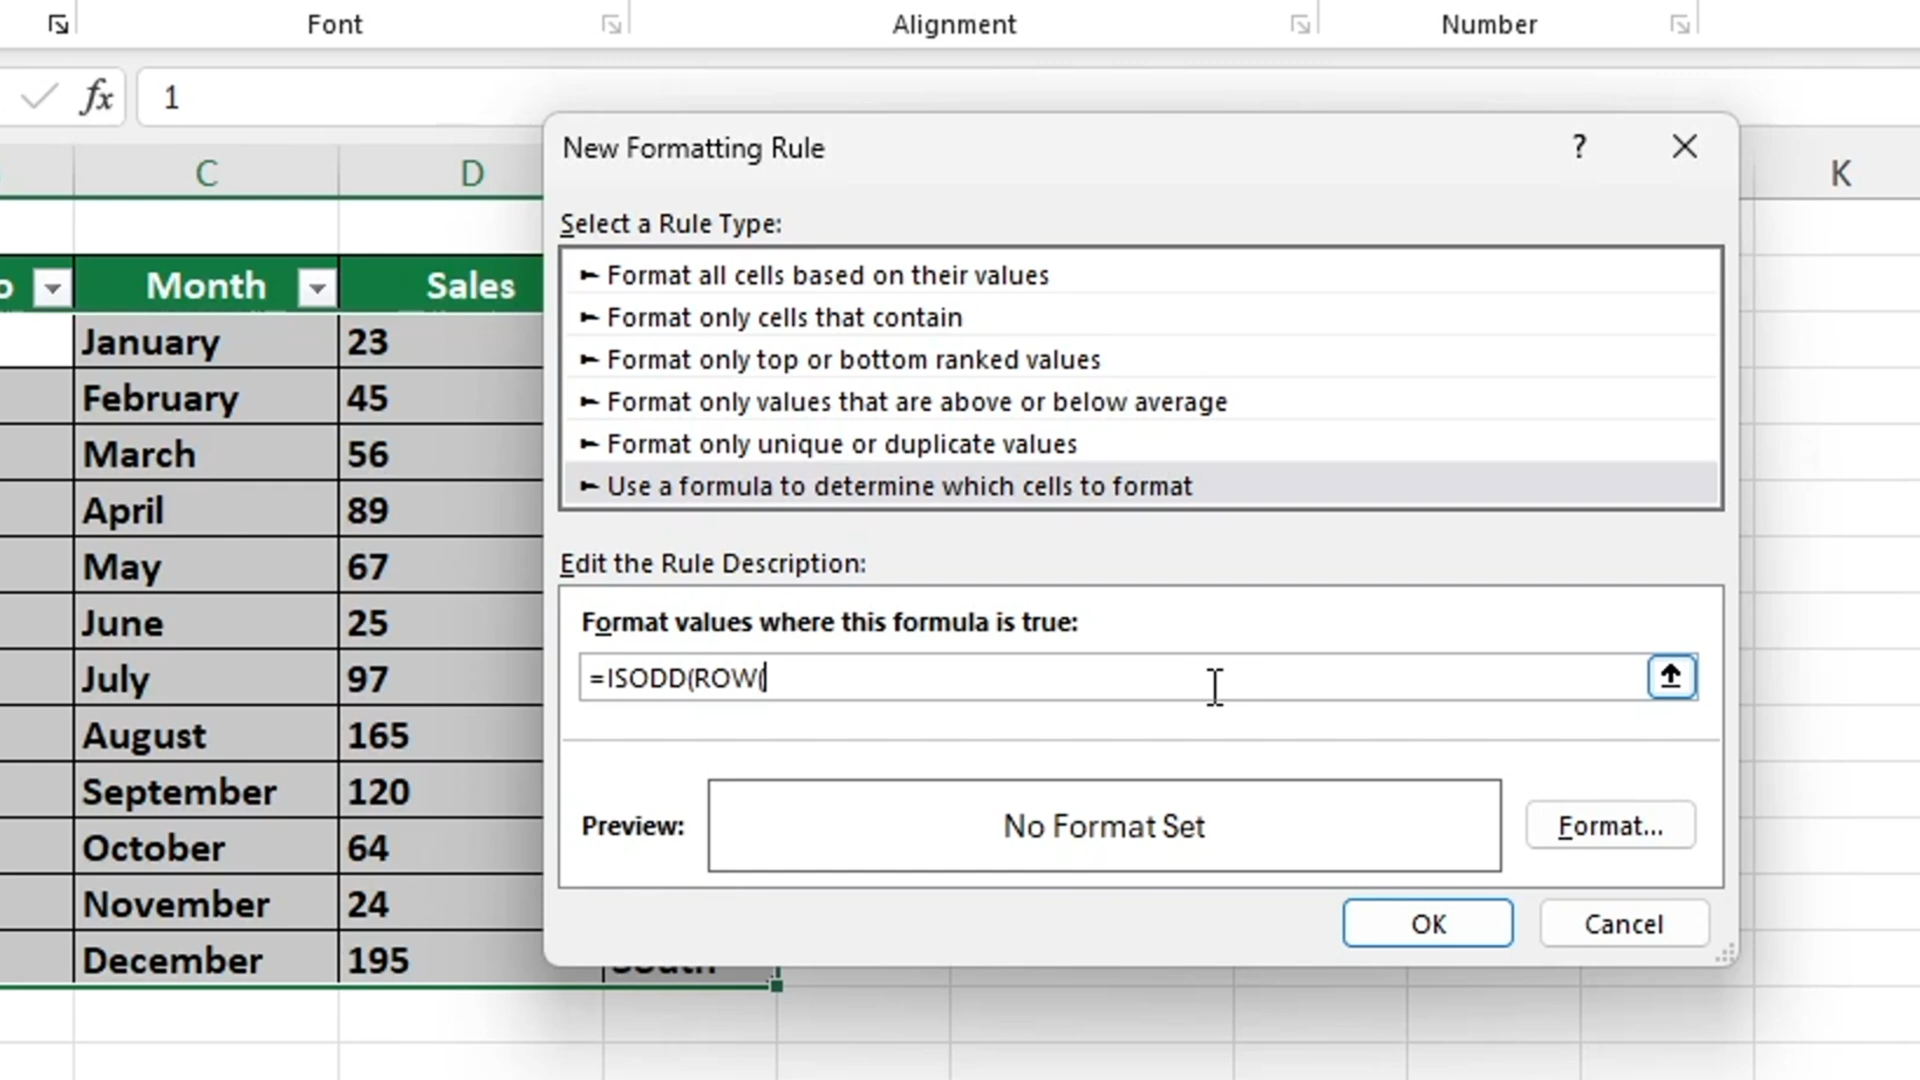 Font Alignment Number
fx 1
New Formatting Rule ?
C D K
Select a Rule Type:
► Format all cells based on their values
o Month Sales
► Format only cells that contain
January 23
► Format only top or bottom ranked values
February 45
► Format only values that are above or below average
March 56
► Format only unique or duplicate values
April 89
► Use a formula to determine which cells to format
May 67
Edit the Rule Description:
June 25
Format values where this formula is true:
July 97
=ISODD(ROW(
August 165
September 120
October 64
Preview: No Format Set Format...
November 24
OK Cancel
December 195 South